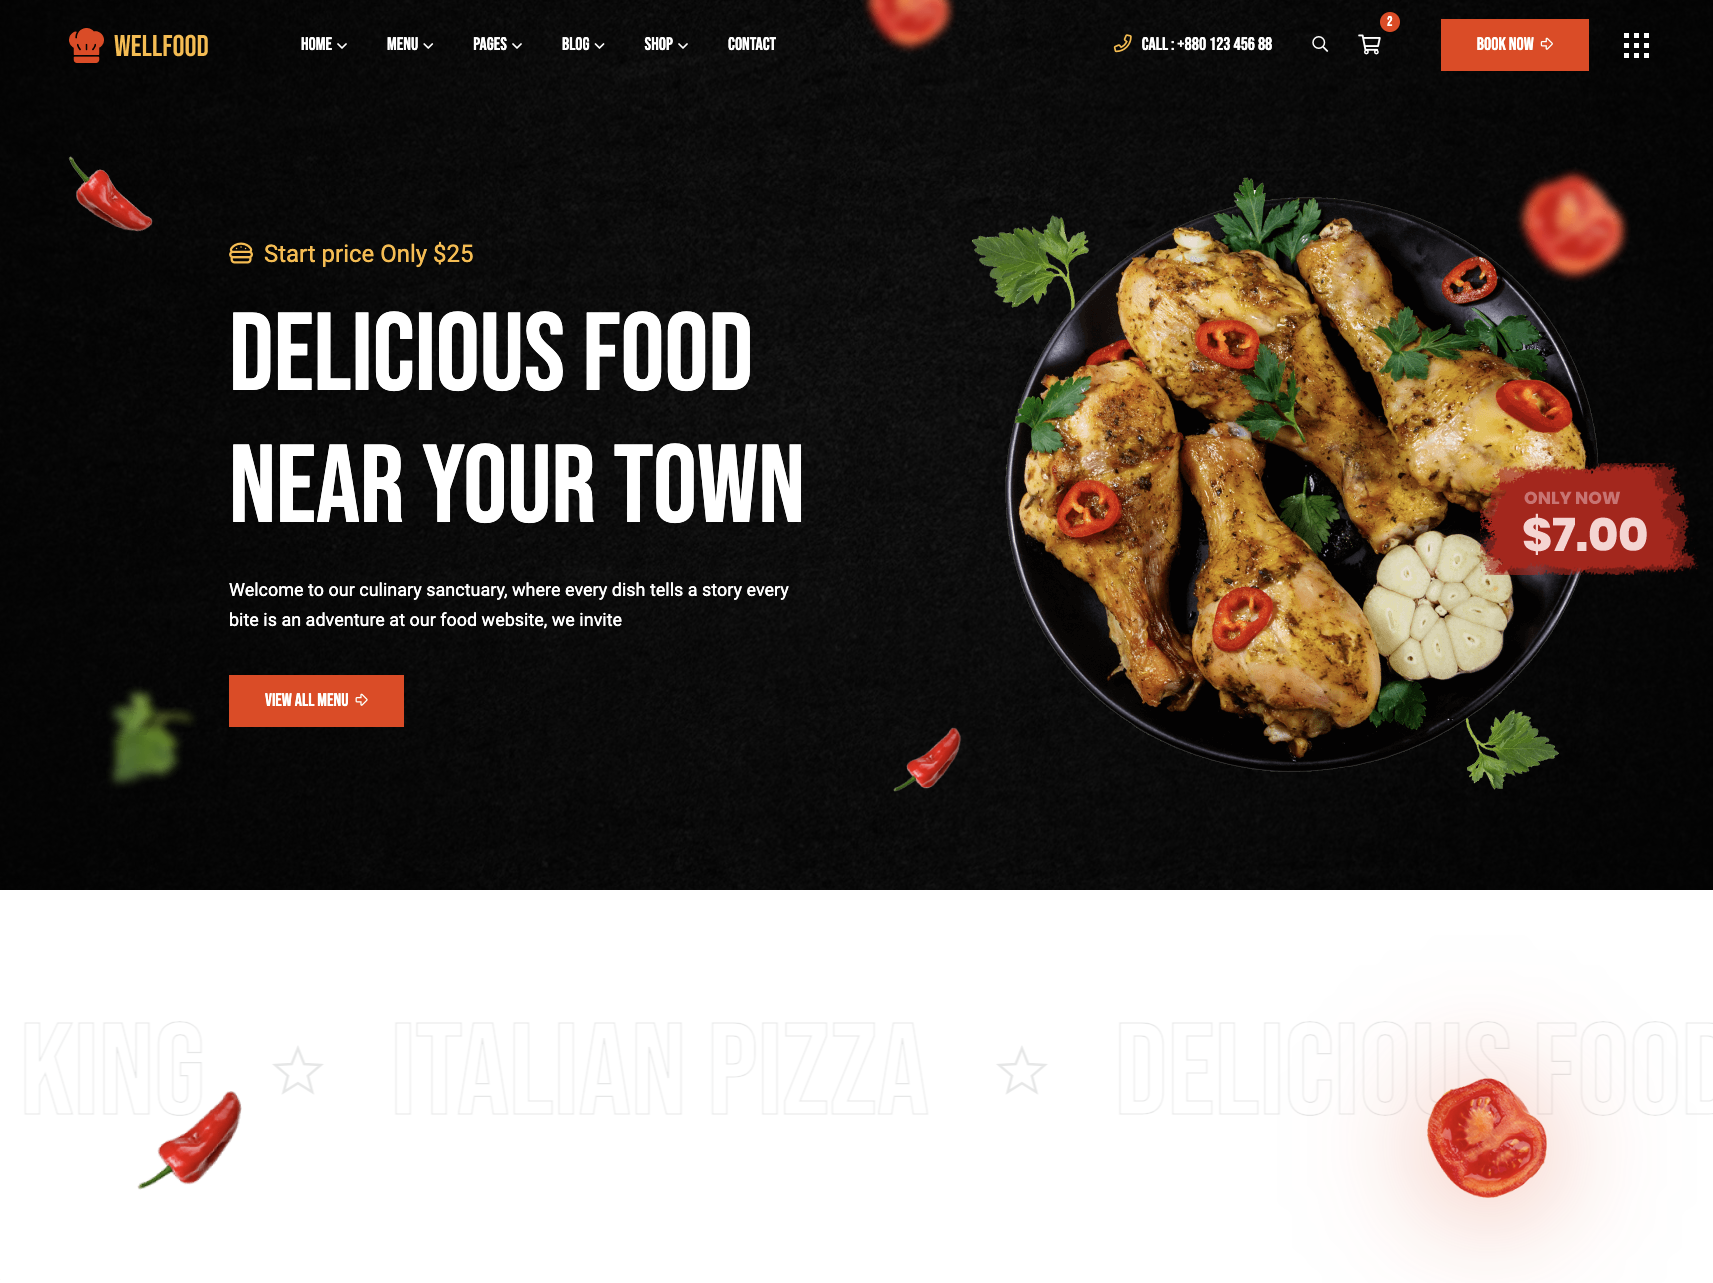 WELLFOOD
HOME
MENU
PAGES
BLOG
SHOP
CONTACT
CALL : +880 123 456 88
2
BOOK NOW
Start price Only $25
DELICIOUS FOOD
NEAR YOUR TOWN
Welcome to our culinary sanctuary, where every dish tells a story every
bite is an adventure at our food website, we invite
VIEW ALL MENU
ONLY NOW
$7.00
KING
ITALIAN PIZZA
DELICIOUS FOOD